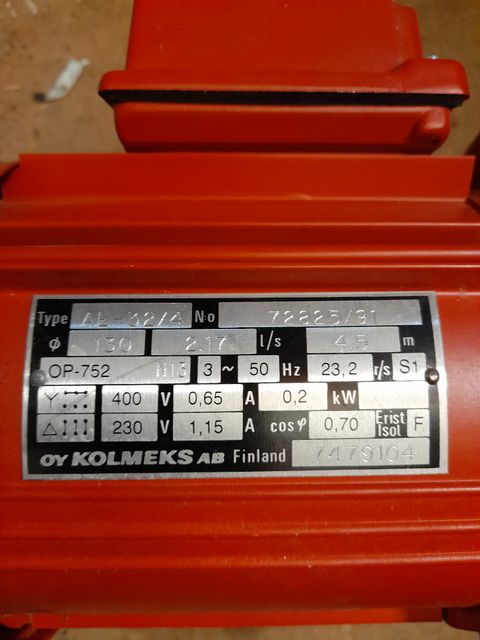 Type AE-32/4 No 72825/91
φ 130 2.17 l/s 4.5 m
OP-752 N13 3~50 Hz 23,2 r/s S1
Y 400 V 0,65 A 0,2 kW
△ 230 V 1,15 A cosφ 0,70 Erist Isol F
OY KOLMEKS AB Finland 7479104